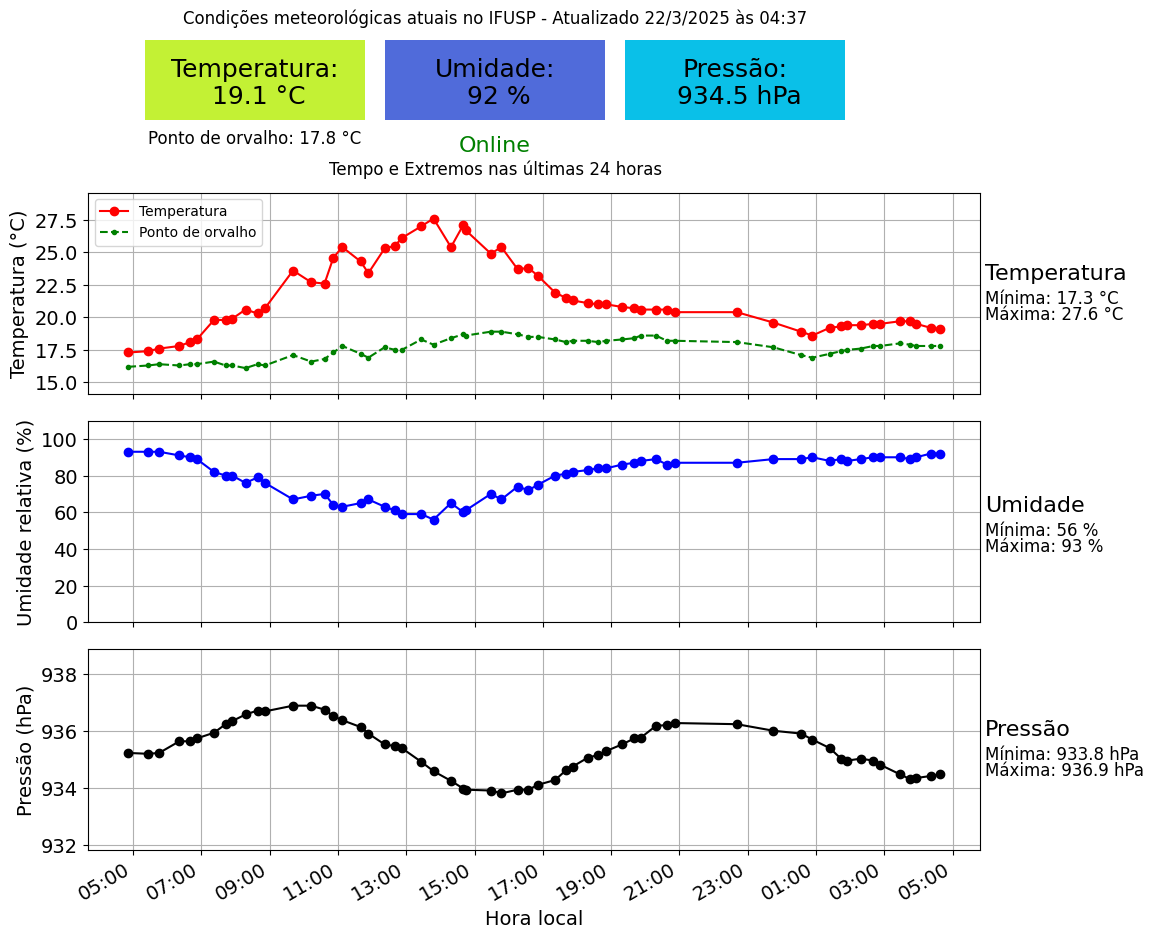 Condições meteorológicas atuais no IFUSP - Atualizado 22/3/2025 às 04:37
Temperatura:
19.1 °C
Umidade:
92 %
Pressão:
934.5 hPa
Ponto de orvalho: 17.8 °C
Online
Tempo e Extremos nas últimas 24 horas
Temperatura (°C)
27.5
25.0
22.5
20.0
17.5
15.0
Temperatura
Ponto de orvalho
Temperatura
Mínima: 17.3 °C
Máxima: 27.6 °C
Umidade relativa (%)
100
80
60
40
20
0
Umidade
Mínima: 56 %
Máxima: 93 %
Pressão (hPa)
938
936
934
932
Pressão
Mínima: 933.8 hPa
Máxima: 936.9 hPa
05:00 07:00 09:00 11:00 13:00 15:00 17:00 19:00 21:00 23:00 01:00 03:00 05:00
Hora local